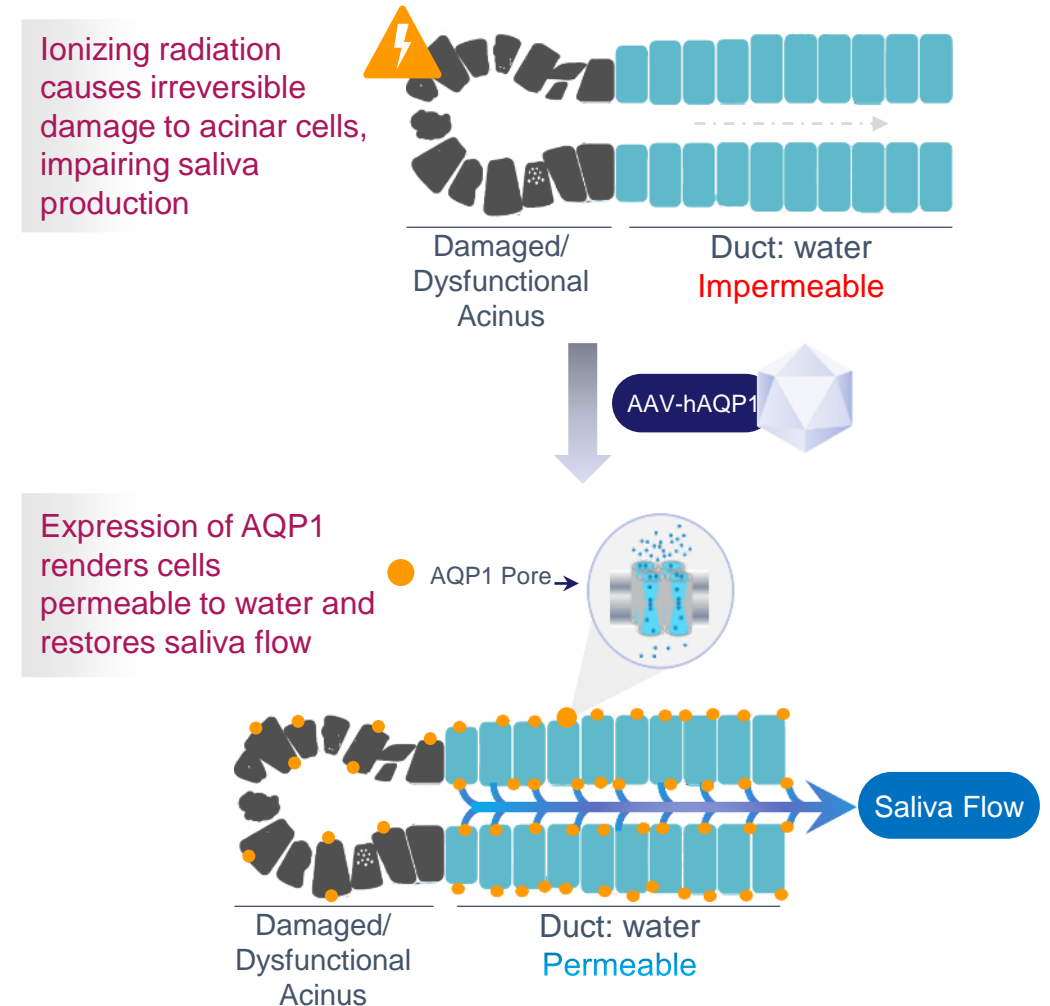 Ionizing radiation
causes irreversible
damage to acinar cells,
impairing saliva
production
Damaged/
Dysfunctional
Acinus
Duct: water
Impermeable
AAV-hAQP1
Expression of AQP1
renders cells
permeable to water and
restores saliva flow
AQP1 Pore
Saliva Flow
Damaged/
Dysfunctional
Acinus
Duct: water
Permeable